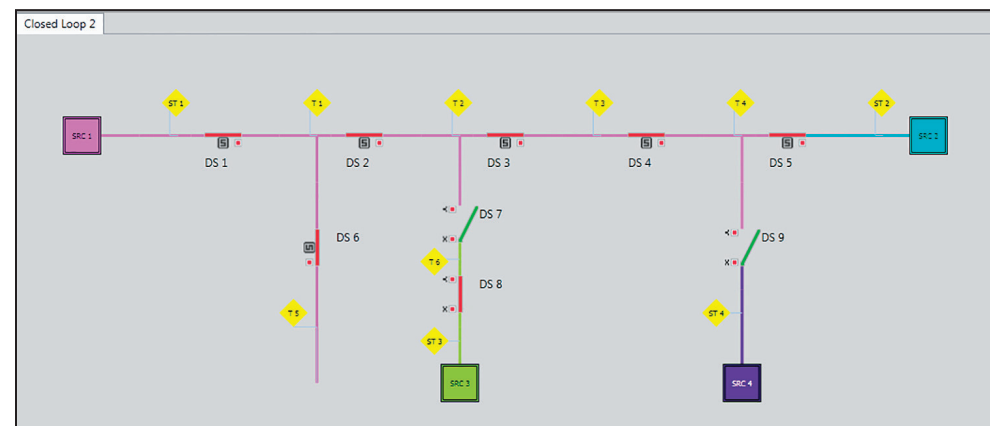 Closed Loop 2
ST 1
T 1
T 2
T 3
T 4
ST 2
SRC 1
SRC 2
S
S
S
S
S
DS 1
DS 2
DS 3
DS 4
DS 5
DS 7
DS 6
DS 9
S
X
X
T 6
DS 8
X
T 5
ST 4
ST 3
SRC 3
SRC 4